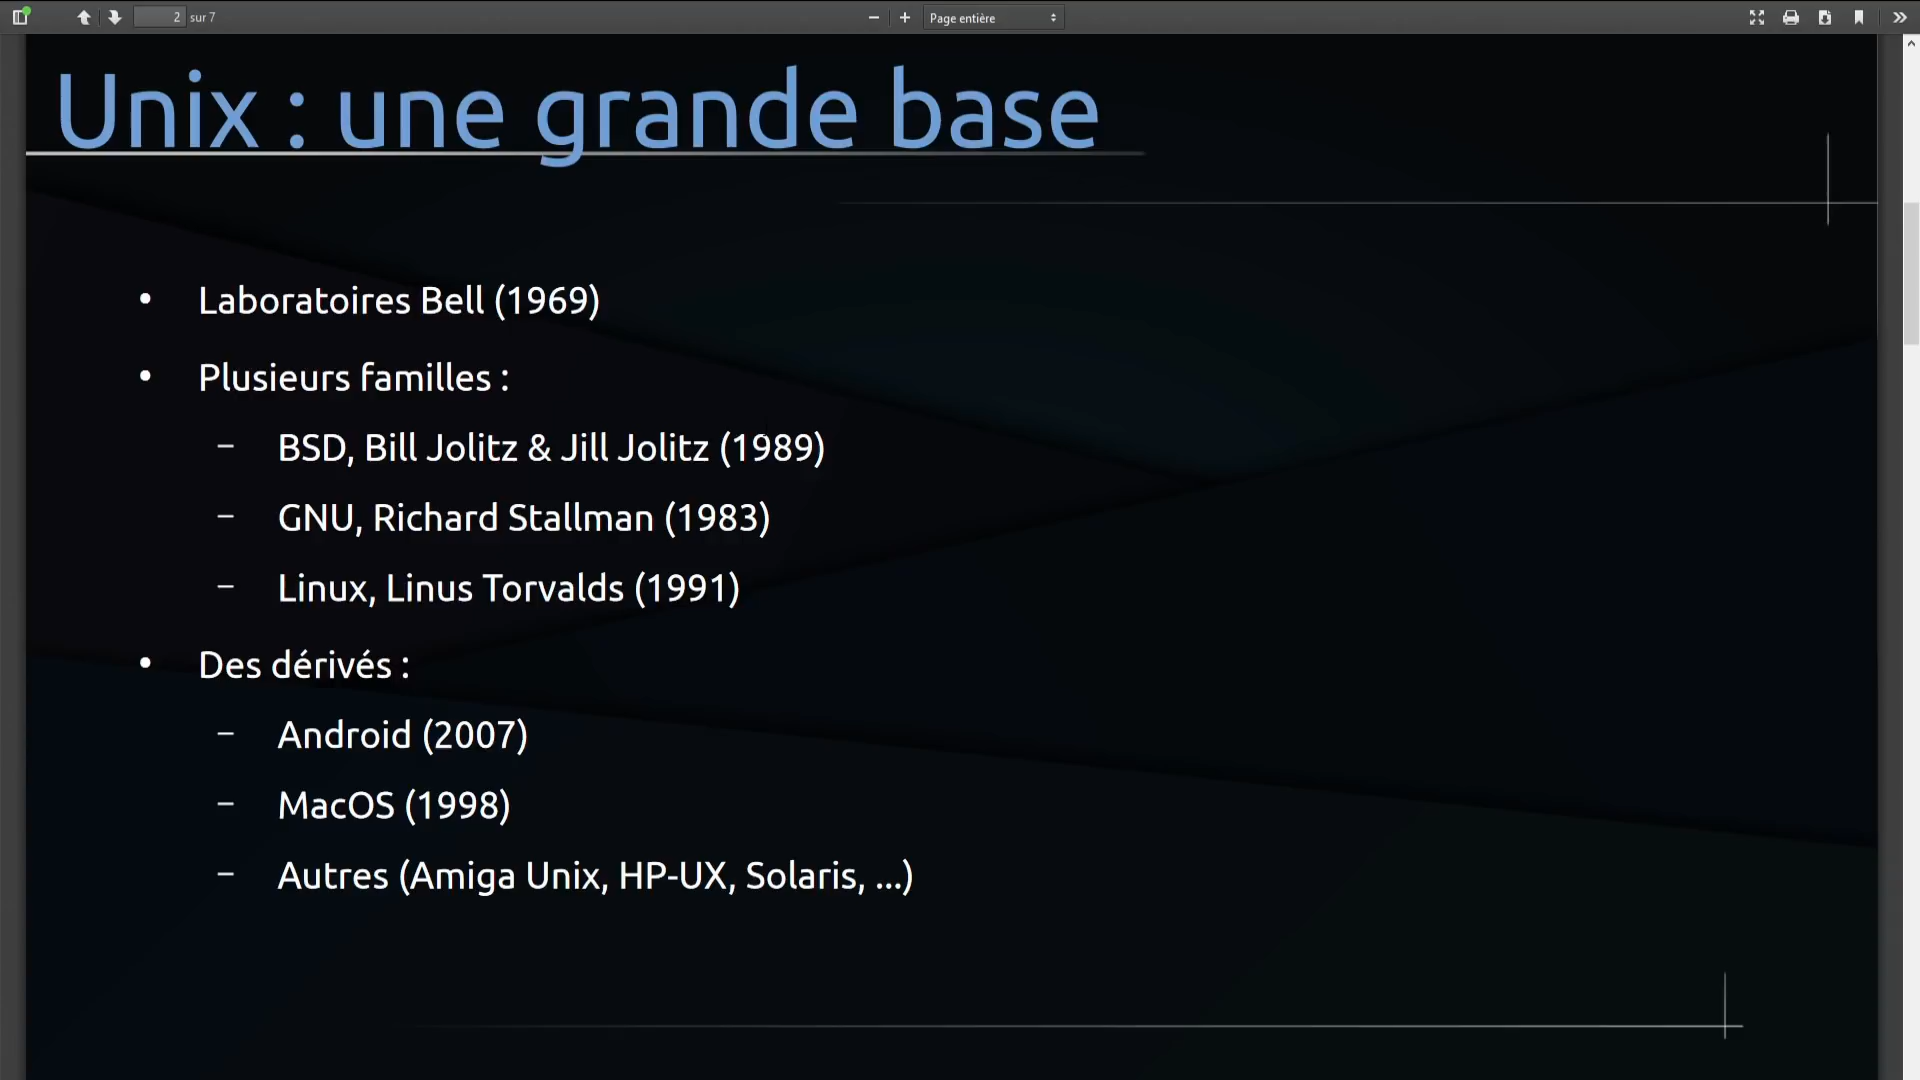 2 sur 7
Page entière
Unix : une grande base
• Laboratoires Bell (1969)
• Plusieurs familles :
– BSD, Bill Jolitz & Jill Jolitz (1989)
– GNU, Richard Stallman (1983)
– Linux, Linus Torvalds (1991)
• Des dérivés :
– Android (2007)
– MacOS (1998)
– Autres (Amiga Unix, HP-UX, Solaris, ...)